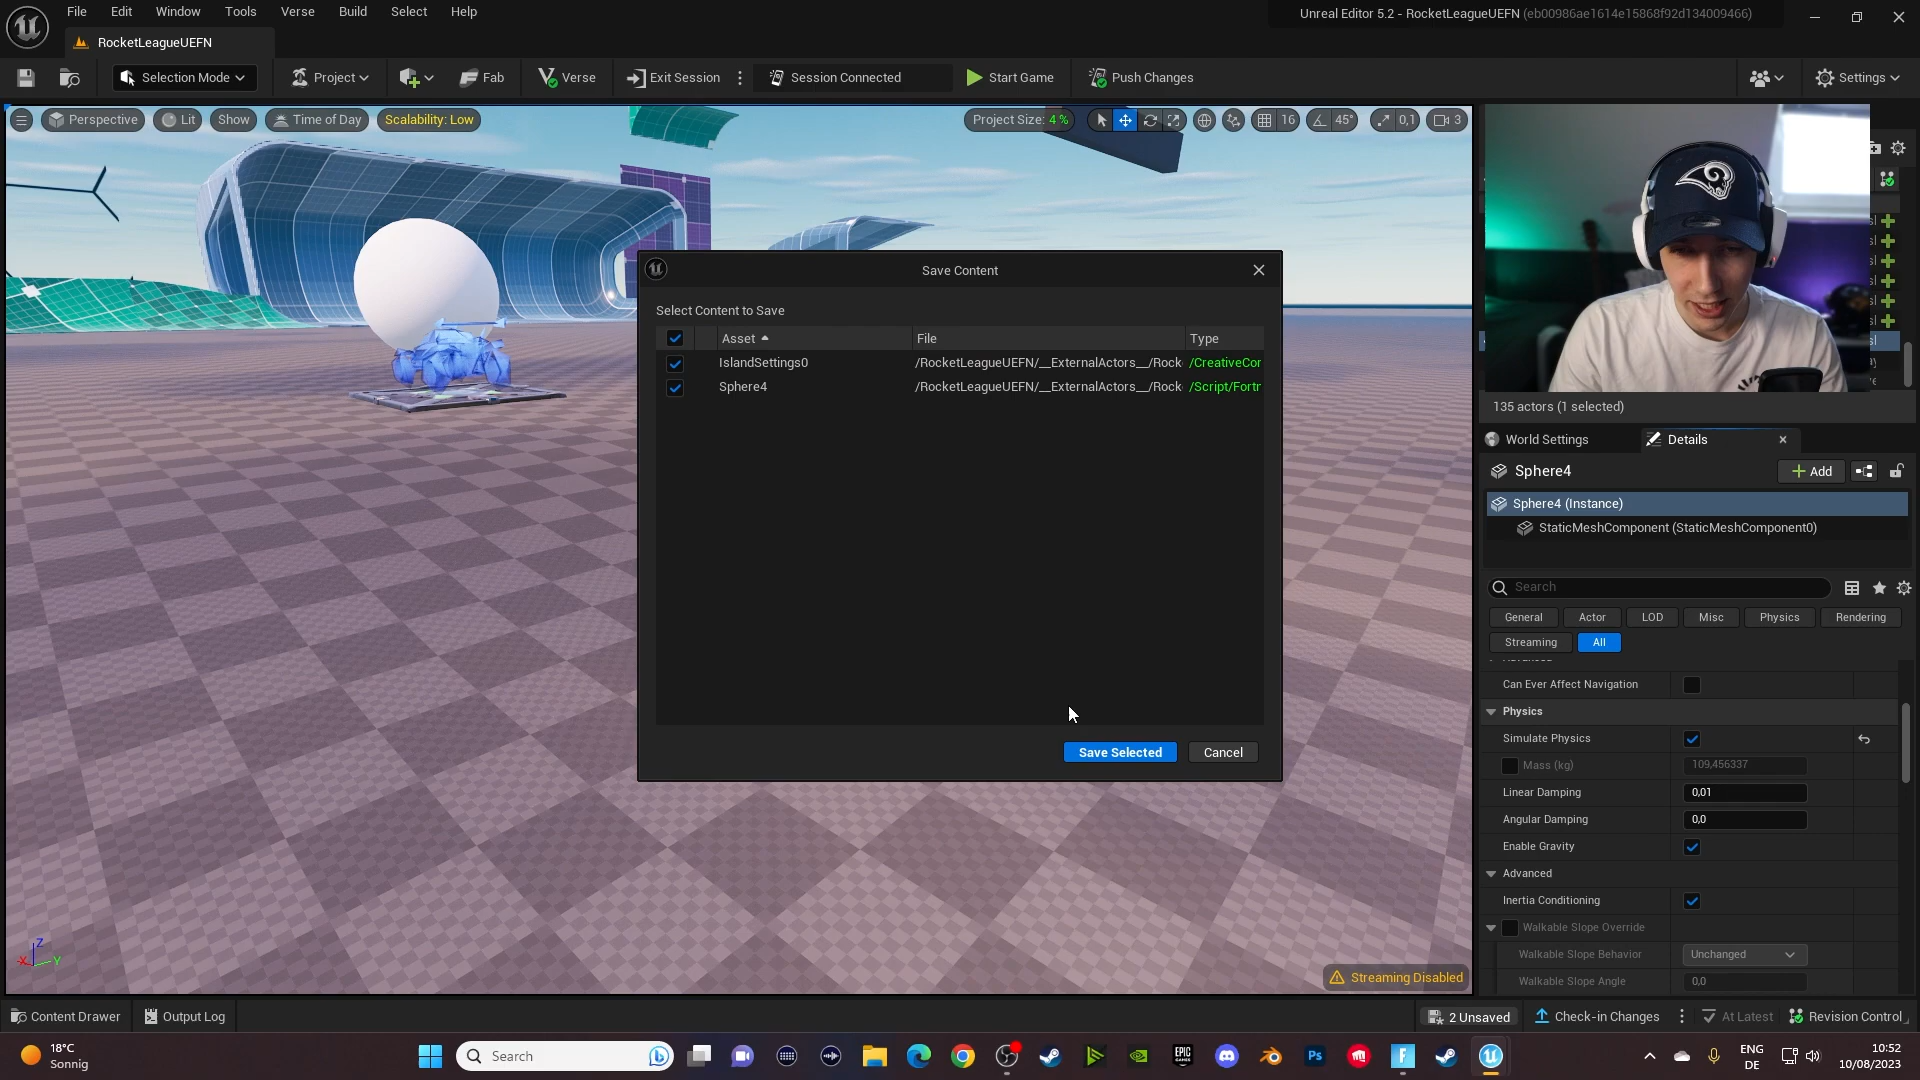 File Edit Window Tools Verse Build Select Help
Unreal Editor 5.2 - RocketLeagueUEFN (eb00986ae1614e15868f92d134009466)
RocketLeagueUEFN
Selection Mode Project Fab Verse Exit Session Session Connected Start Game Push Changes Settings
Perspective Lit Show Time of Day Scalability: Low Project Size: 4 % 16 45° 0,1 3
Save Content
Select Content to Save
Asset File Type
IslandSettings0 /RocketLeagueUEFN/__ExternalActors__/Rock /CreativeCor
Sphere4 /RocketLeagueUEFN/__ExternalActors__/Rock /Script/Fortr
Save Selected Cancel
135 actors (1 selected)
World Settings Details
Sphere4 Add
Sphere4 (Instance)
StaticMeshComponent (StaticMeshComponent0)
Search
General Actor LOD Misc Physics Rendering
Streaming All
Can Ever Affect Navigation
Physics
Simulate Physics
Mass (kg) 109,456337
Linear Damping 0,01
Angular Damping 0,0
Enable Gravity
Advanced
Inertia Conditioning
Walkable Slope Override
Walkable Slope Behavior Unchanged
Walkable Slope Angle 0,0
Z
X Y
Streaming Disabled
Content Drawer Output Log 2 Unsaved Check-in Changes At Latest Revision Control
18°C
Sonnig
Search
Ps
EPIC
GAMES
ENG
DE
10:52
10/08/2023